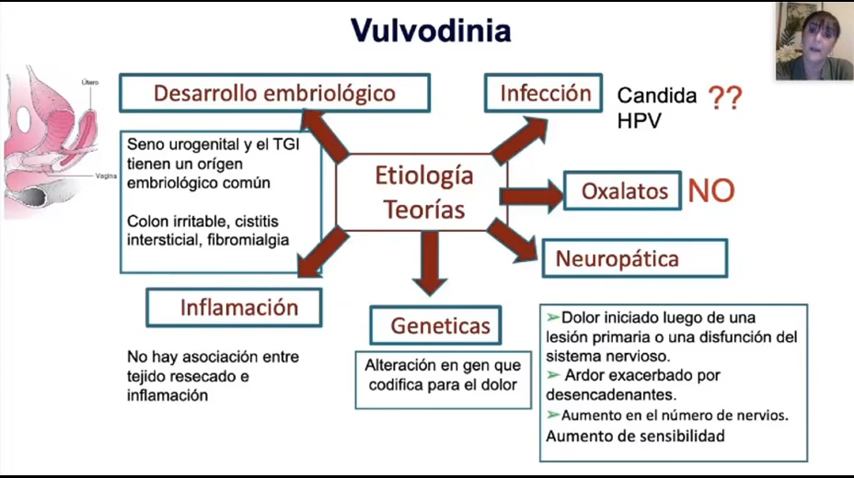 Vulvodinia
Útero
Vagina
Desarrollo embriológico
Seno urogenital y el TGI
tienen un orígen
embriológico común
Colon irritable, cistitis
intersticial, fibromialgia
Infección
Candida
HPV
??
Etiología
Teorías
Oxalatos
NO
Neuropática
Inflamación
No hay asociación entre
tejido resecado e
inflamación
Geneticas
Alteración en gen que
codifica para el dolor
➢Dolor iniciado luego de una
lesión primaria o una disfunción del
sistema nervioso.
➢ Ardor exacerbado por
desencadenantes.
➢Aumento en el número de nervios.
Aumento de sensibilidad